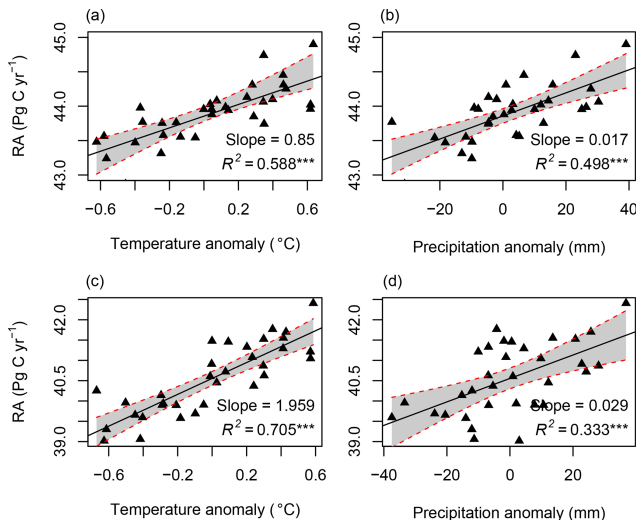 (a)
45.0
44.0
43.0
RA (Pg C yr⁻¹)
Slope = 0.85
R² = 0.588***
−0.6
−0.2
0.2
0.6
Temperature anomaly (°C)
(b)
45.0
44.0
43.0
Slope = 0.017
R² = 0.498***
−20
0
20
40
Precipitation anomaly (mm)
(c)
42.0
40.5
39.0
RA (Pg C yr⁻¹)
Slope = 1.959
R² = 0.705***
−0.6
−0.2
0.2
0.6
Temperature anomaly (°C)
(d)
42.0
40.5
39.0
Slope = 0.029
R² = 0.333***
−40
−20
0
20
Precipitation anomaly (mm)